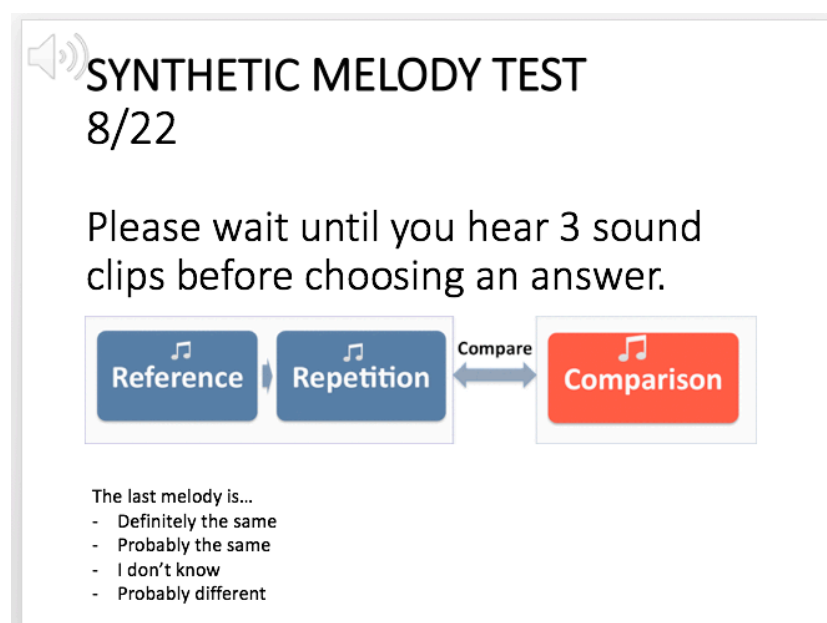 SYNTHETIC MELODY TEST
8/22
Please wait until you hear 3 sound
clips before choosing an answer.
Reference
Repetition
Compare
Comparison
The last melody is...
- Definitely the same
- Probably the same
- I don't know
- Probably different